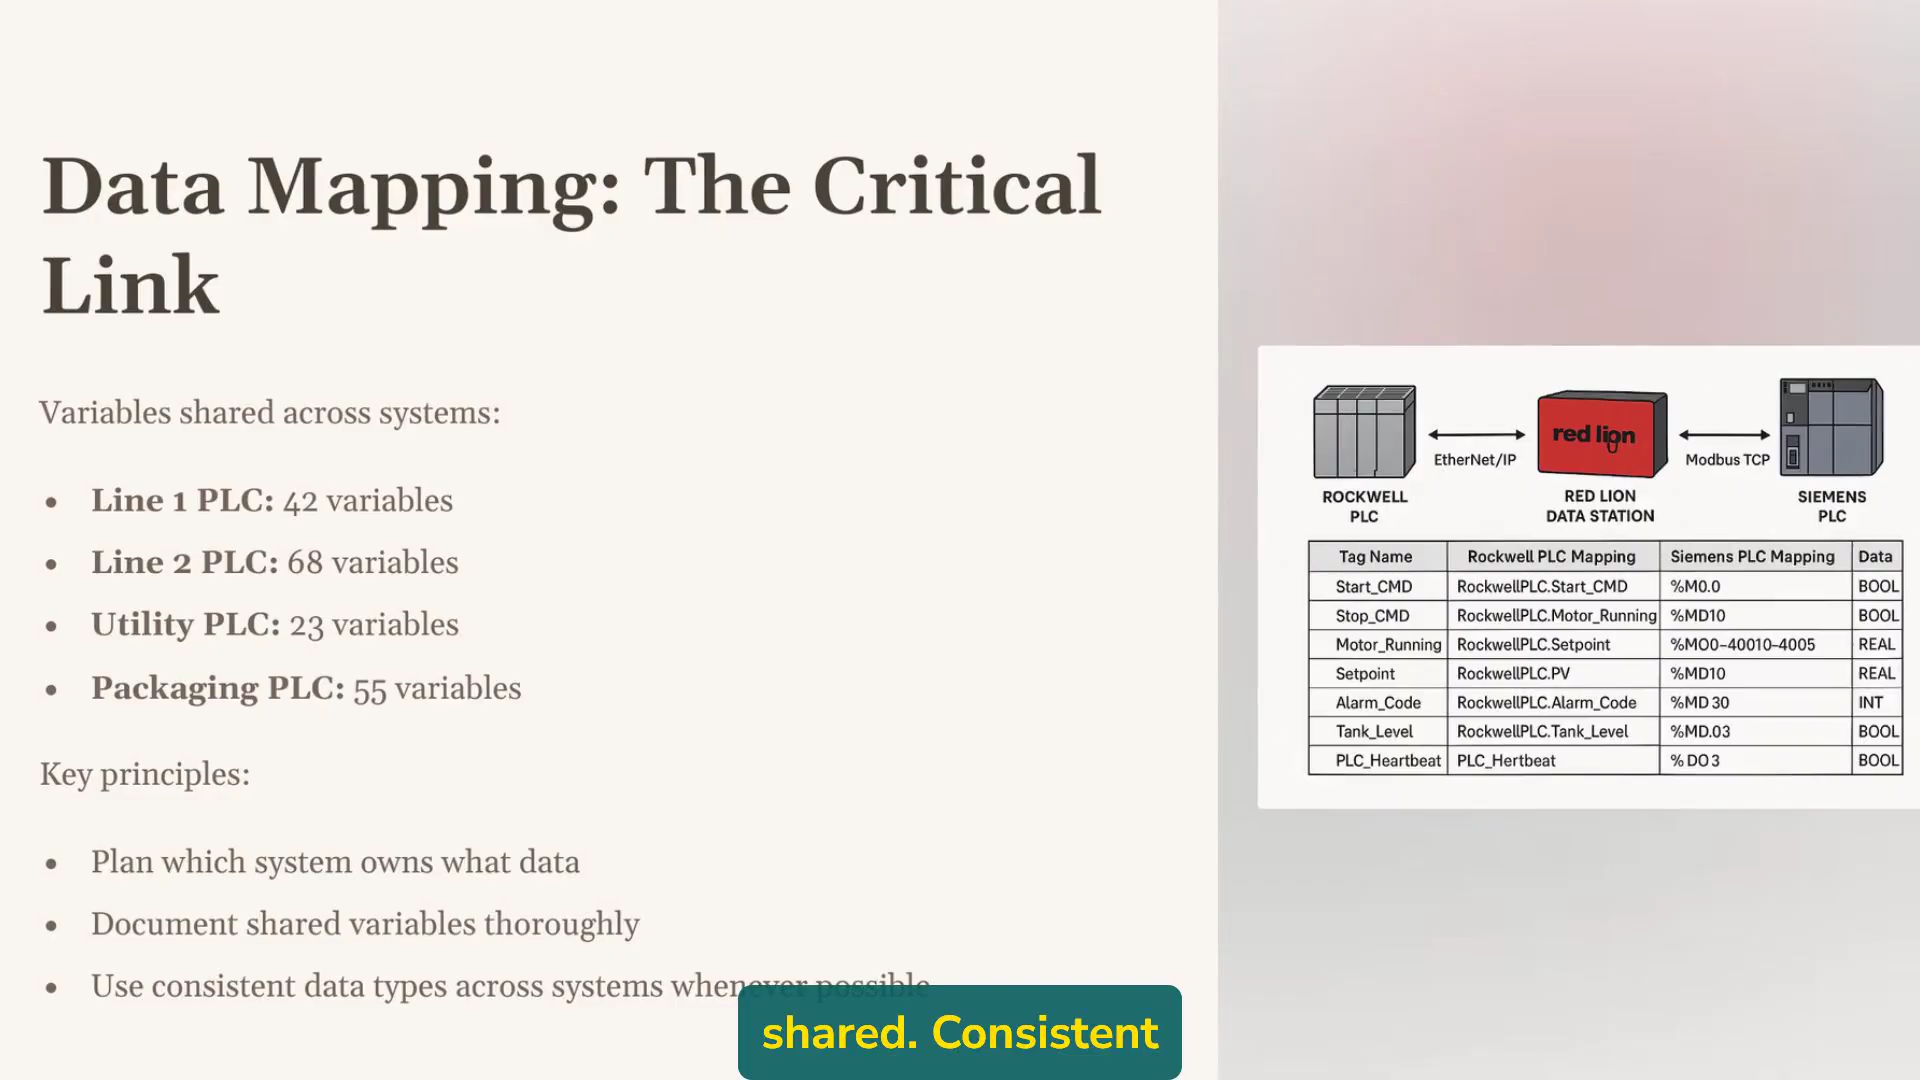 Data Mapping: The Critical
Link
Variables shared across systems:
• Line 1 PLC: 42 variables
• Line 2 PLC: 68 variables
• Utility PLC: 23 variables
• Packaging PLC: 55 variables
Key principles:
• Plan which system owns what data
• Document shared variables thoroughly
• Use consistent data types across systems whenever possible
shared. Consistent
red lion
EtherNet/IP
Modbus TCP
ROCKWELL
PLC
RED LION
DATA STATION
SIEMENS
PLC
Tag Name Rockwell PLC Mapping Siemens PLC Mapping Data
Start_CMD RockwellPLC.Start_CMD %M0.0 BOOL
Stop_CMD RockwellPLC.Motor_Running %MD10 BOOL
Motor_Running RockwellPLC.Setpoint %MO0-40010-4005 REAL
Setpoint RockwellPLC.PV %MD10 REAL
Alarm_Code RockwellPLC.Alarm_Code %MD 30 INT
Tank_Level RockwellPLC.Tank_Level %MD.03 BOOL
PLC_Heartbeat PLC_Hertbeat % DO3 BOOL